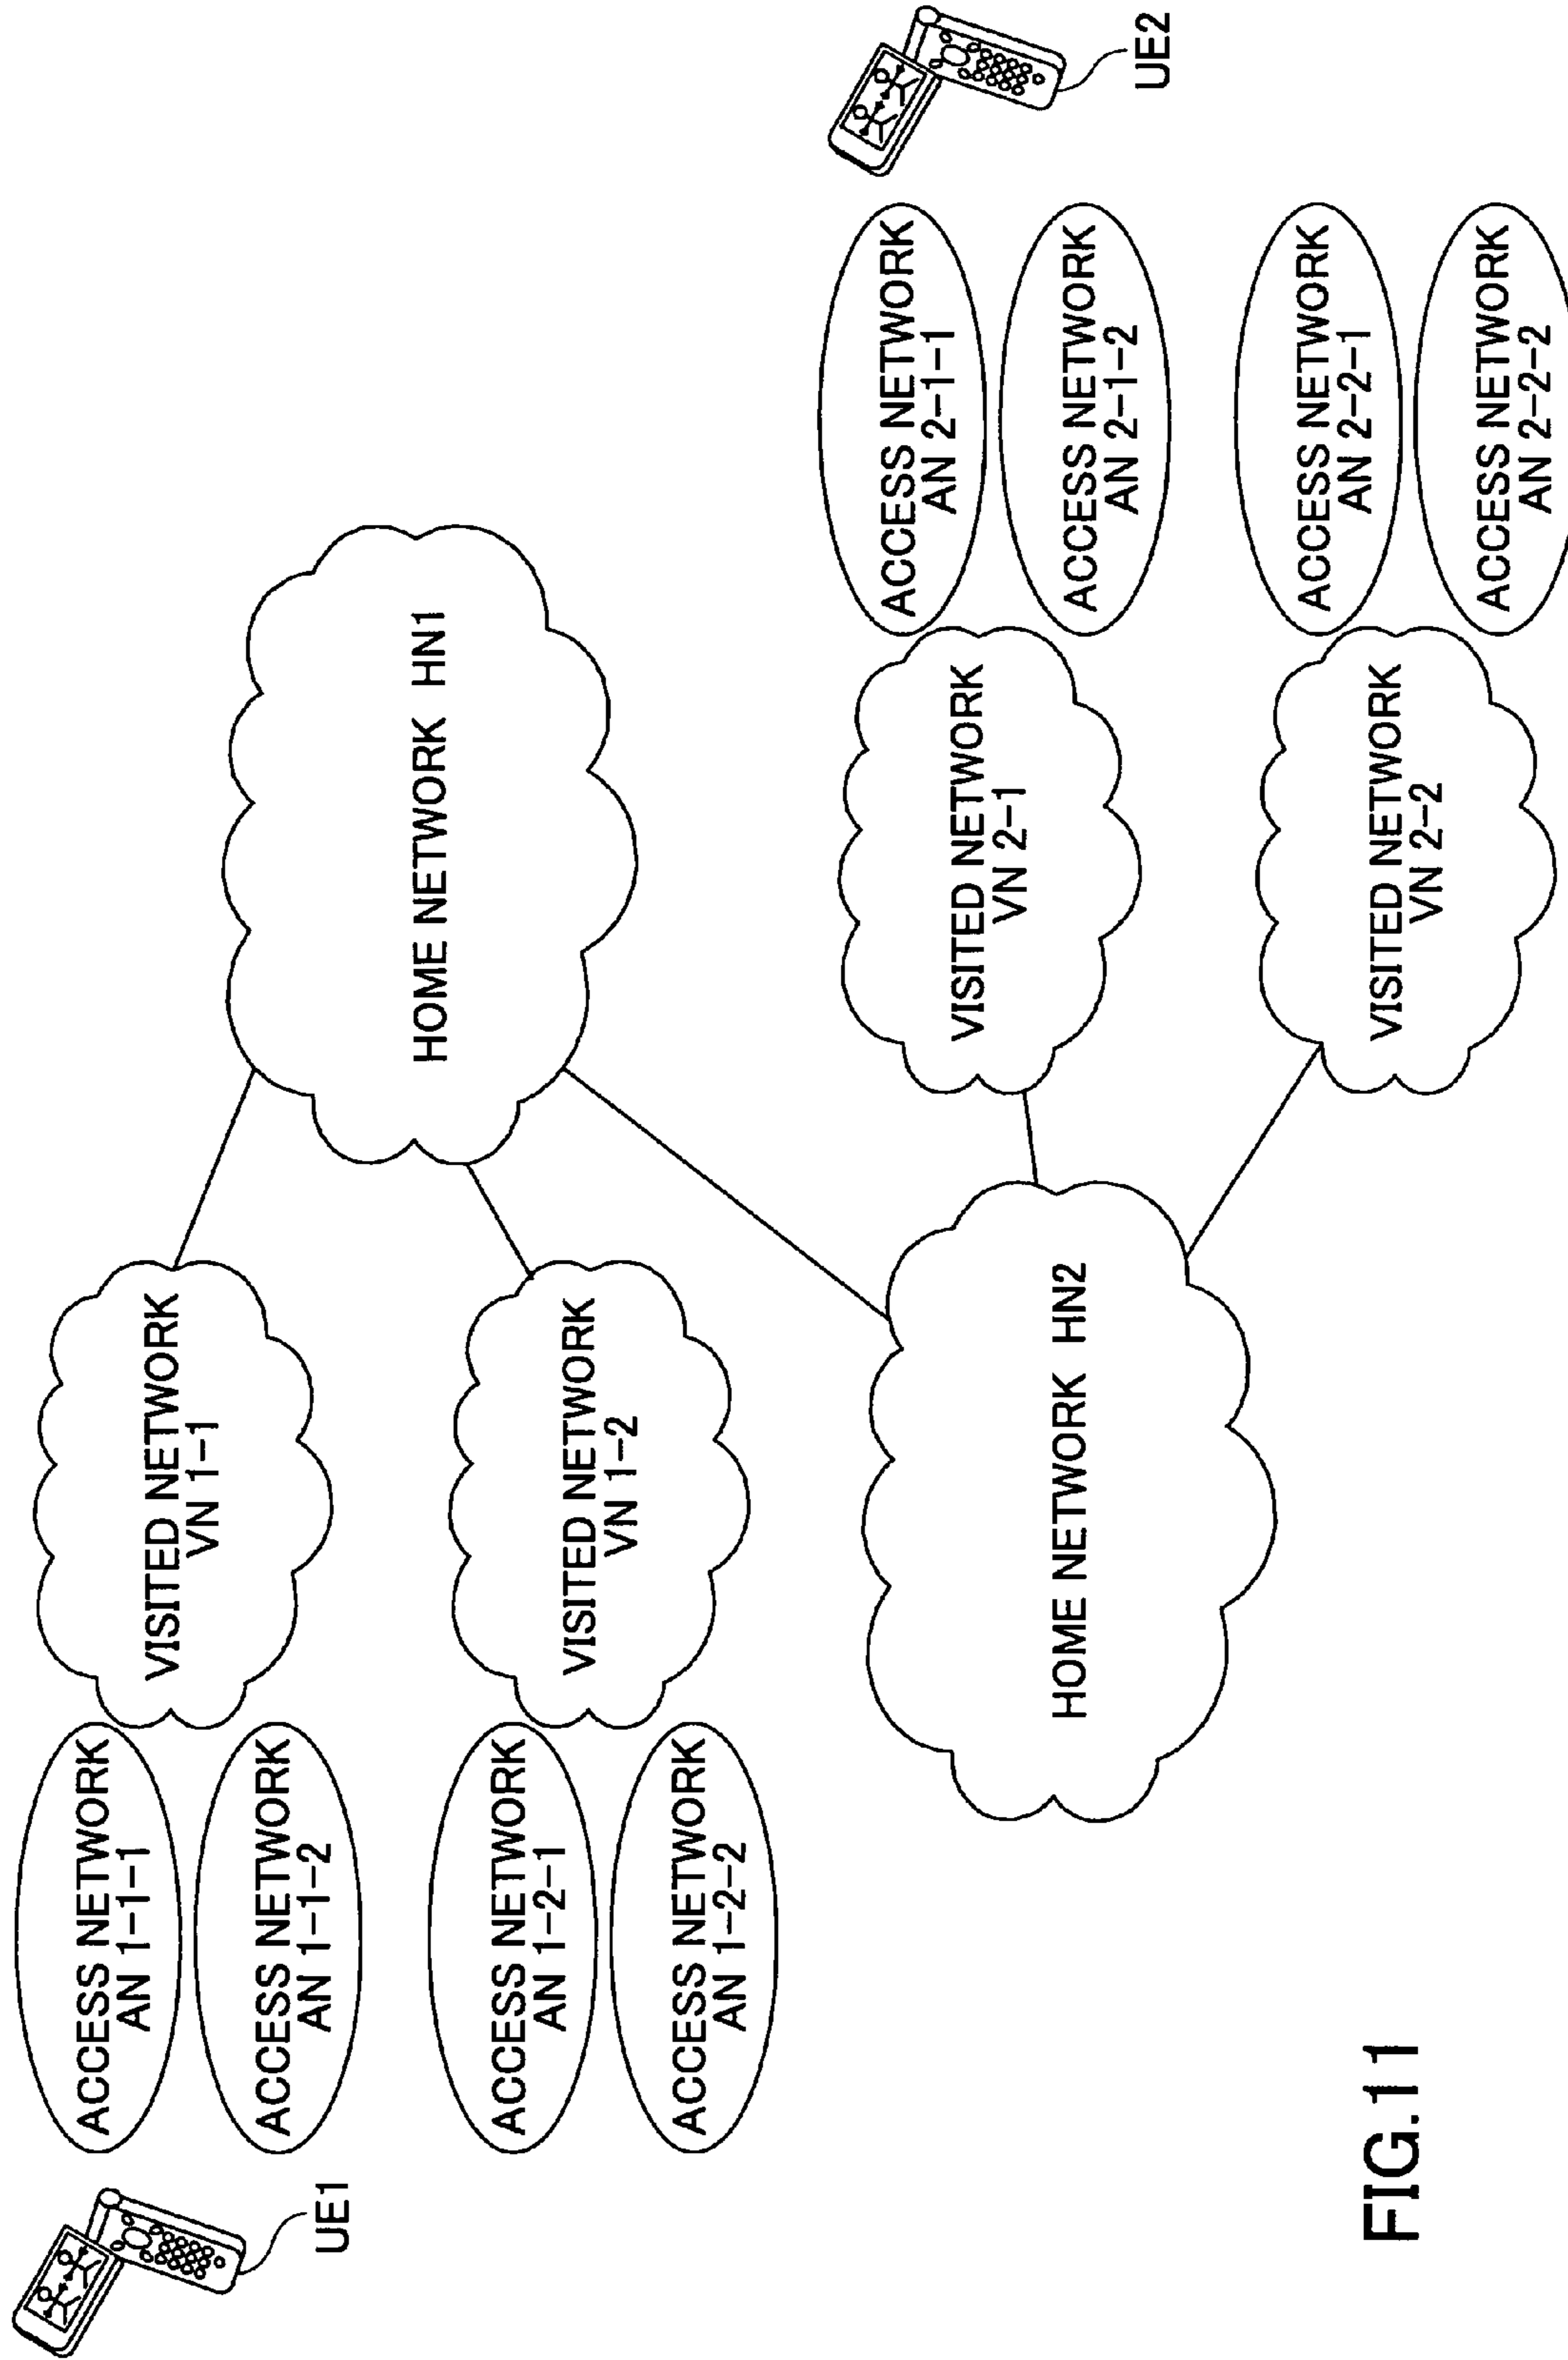 UE1
ACCESS NETWORK
AN 1-1-1
ACCESS NETWORK
AN 1-1-2
ACCESS NETWORK
AN 1-2-1
ACCESS NETWORK
AN 1-2-2
VISITED NETWORK
VN 1-1
VISITED NETWORK
VN 1-2
HOME NETWORK HN1
HOME NETWORK HN2
VISITED NETWORK
VN 2-1
VISITED NETWORK
VN 2-2
ACCESS NETWORK
AN 2-1-1
ACCESS NETWORK
AN 2-1-2
ACCESS NETWORK
AN 2-2-1
ACCESS NETWORK
AN 2-2-2
UE2
FIG.11